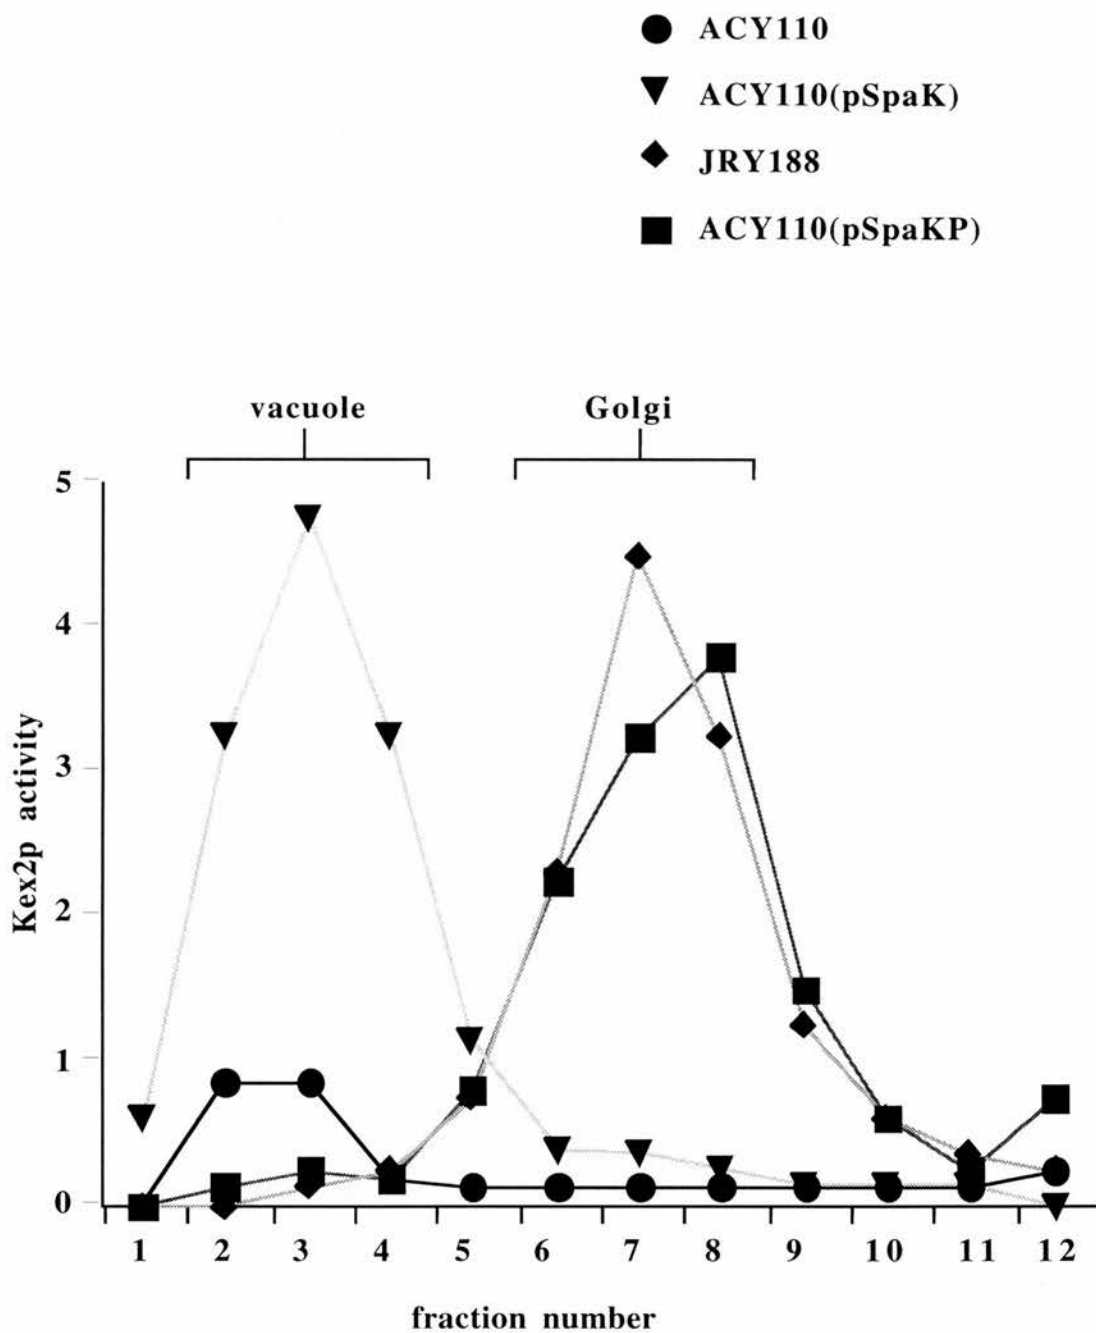 ACY110
ACY110(pSpaK)
JRY188
ACY110(pSpaKP)
vacuole
Golgi
5
4
3
2
1
0
Kex2p activity
1 2 3 4 5 6 7 8 9 10 11 12
fraction number